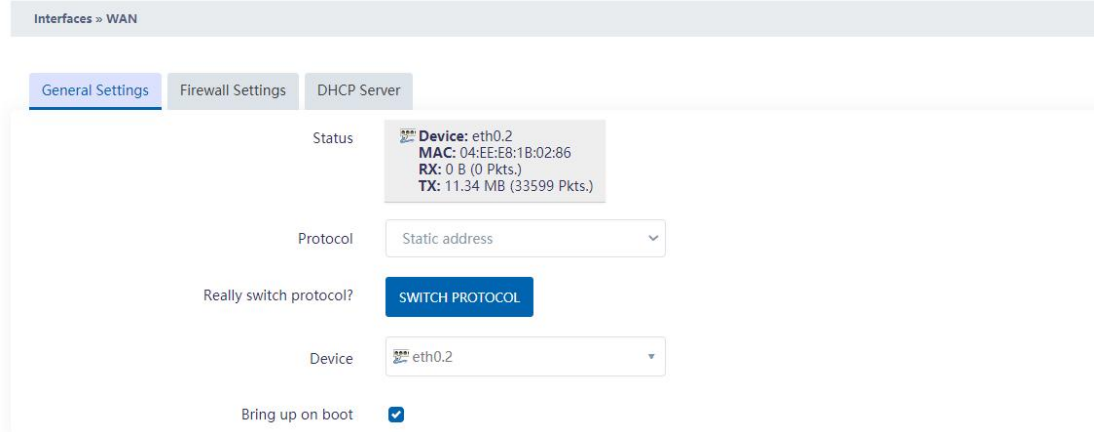 Interfaces » WAN
General Settings Firewall Settings DHCP Server
Status
Device: eth0.2
MAC: 04:EE:E8:1B:02:86
RX: 0 B (0 Pkts.)
TX: 11.34 MB (33599 Pkts.)
Protocol Static address
Really switch protocol? SWITCH PROTOCOL
Device eth0.2
Bring up on boot